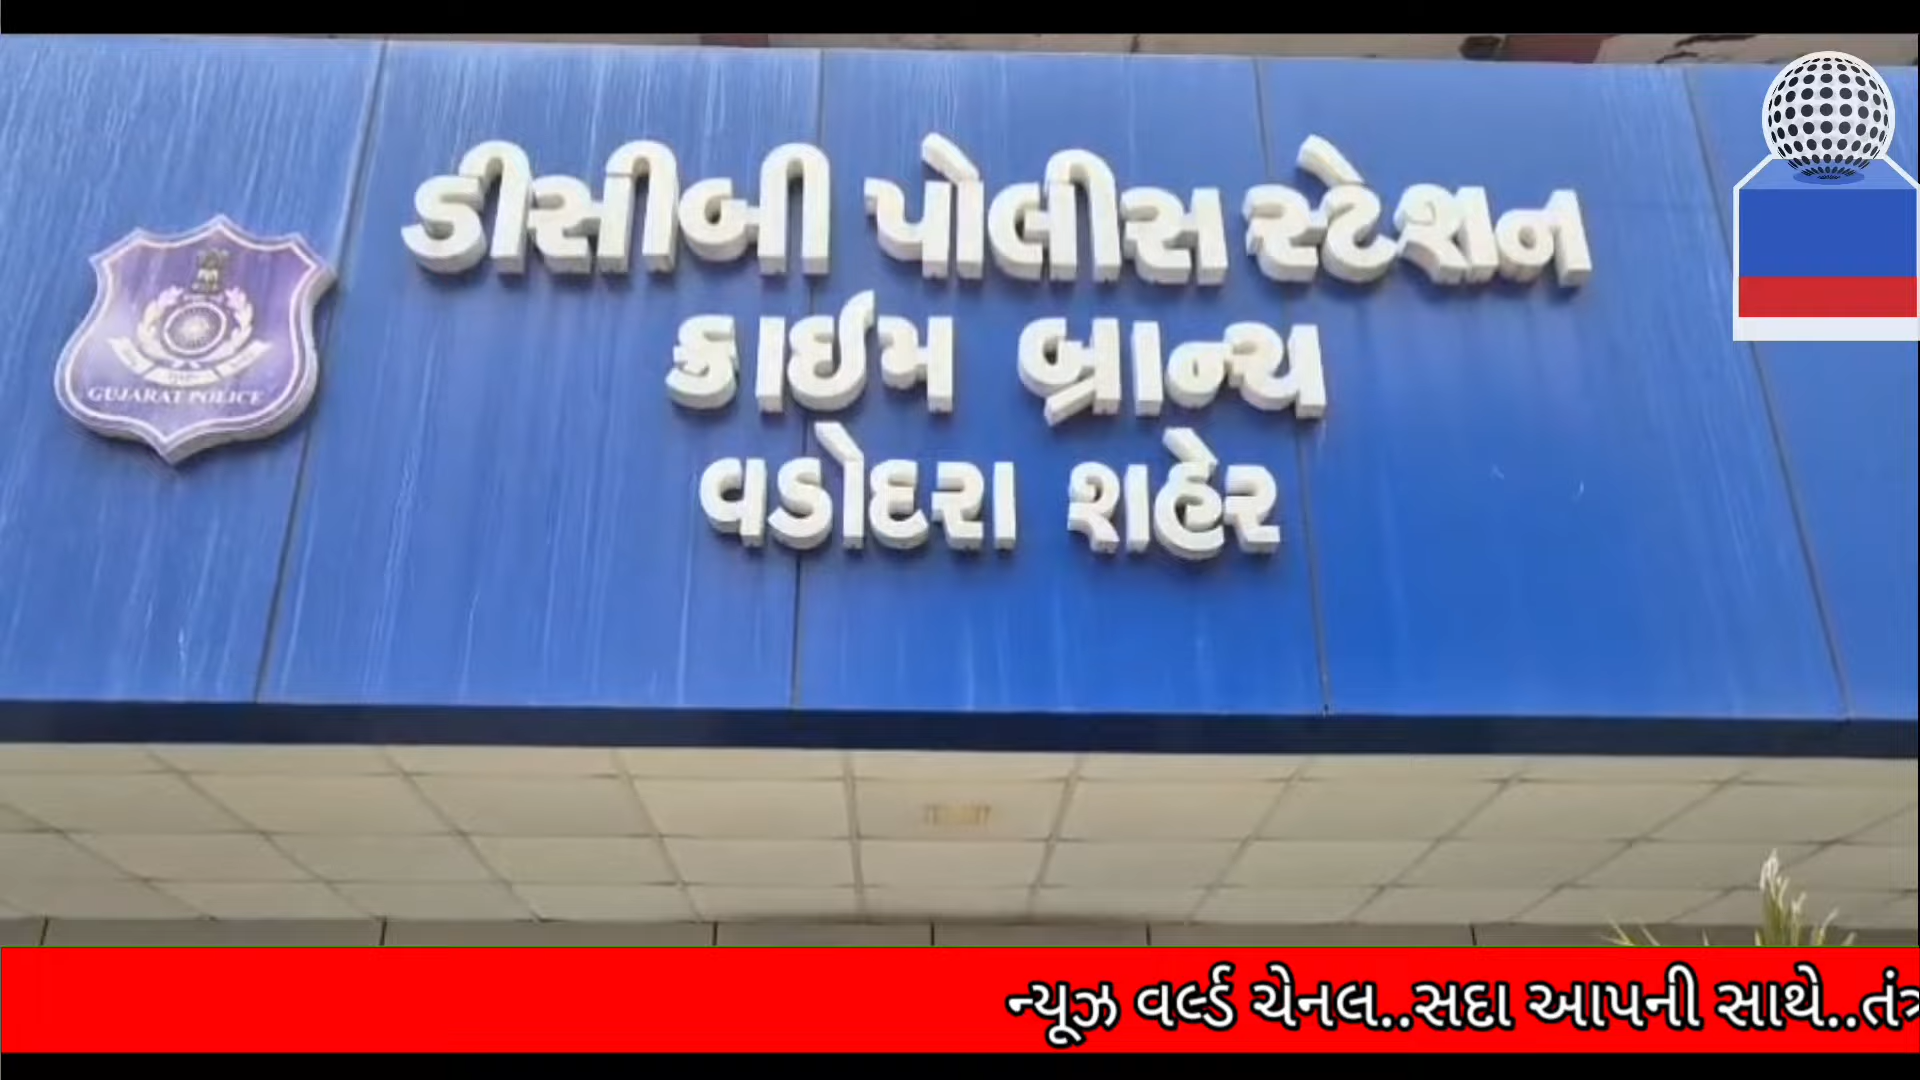 ડીસીબી પોલીસ સ્ટેશન
ક્રાઈમ બ્રાન્ચ
વડોદરા શહેર
GUJARAT POLICE
ન્યૂઝ વર્લ્ડ ચેનલ..સદા આપની સાથે..તંત્ર